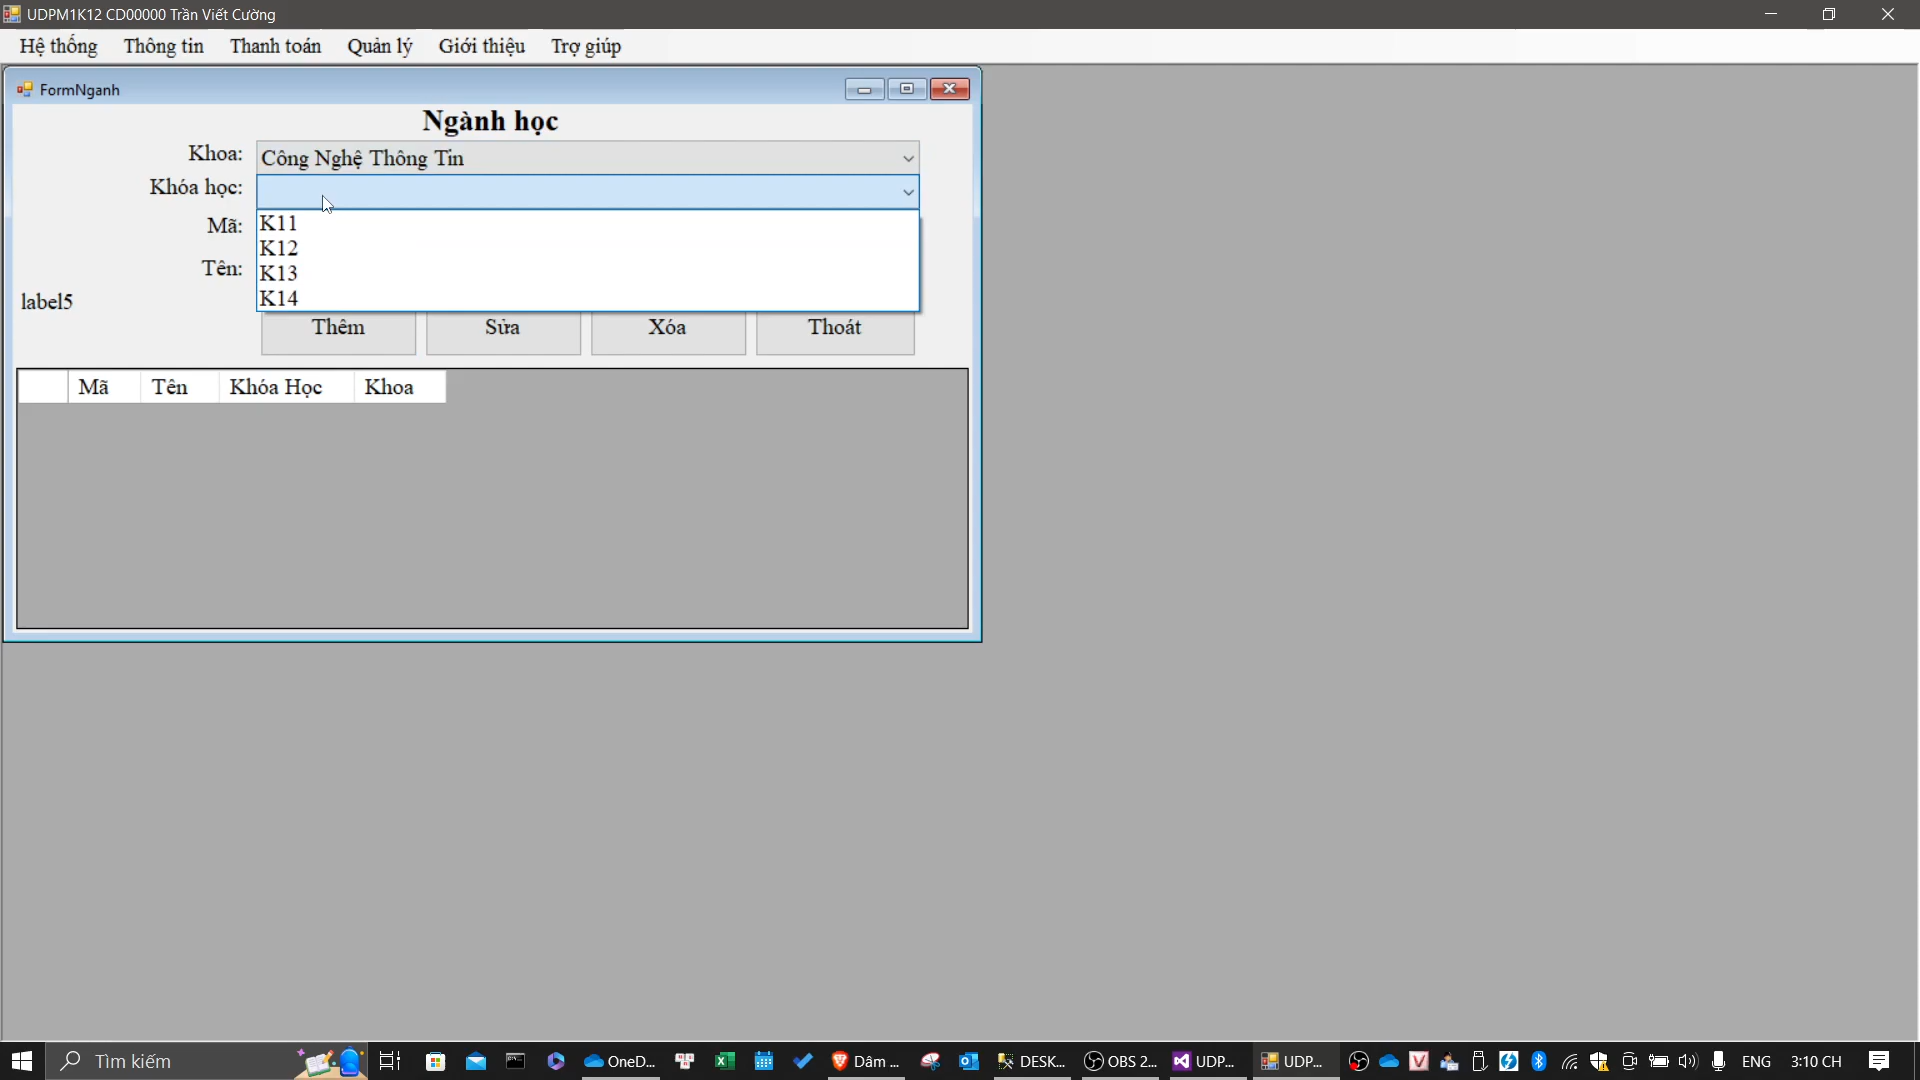 UDPM1K12 CD00000 Trần Viết Cường
Hệ thống Thông tin Thanh toán Quản lý Giới thiệu Trợ giúp
FormNganh
Ngành học
Khoa: Công Nghệ Thông Tin
Khóa học:
Mã:
K11
K12
K13
K14
Tên:
label5
Thêm Sửa Xóa Thoát
Mã Tên Khóa Học Khoa
Tìm kiếm OneD... Dâm ... DESK... OBS 2... UDP... UDP... ENG 3:10 CH